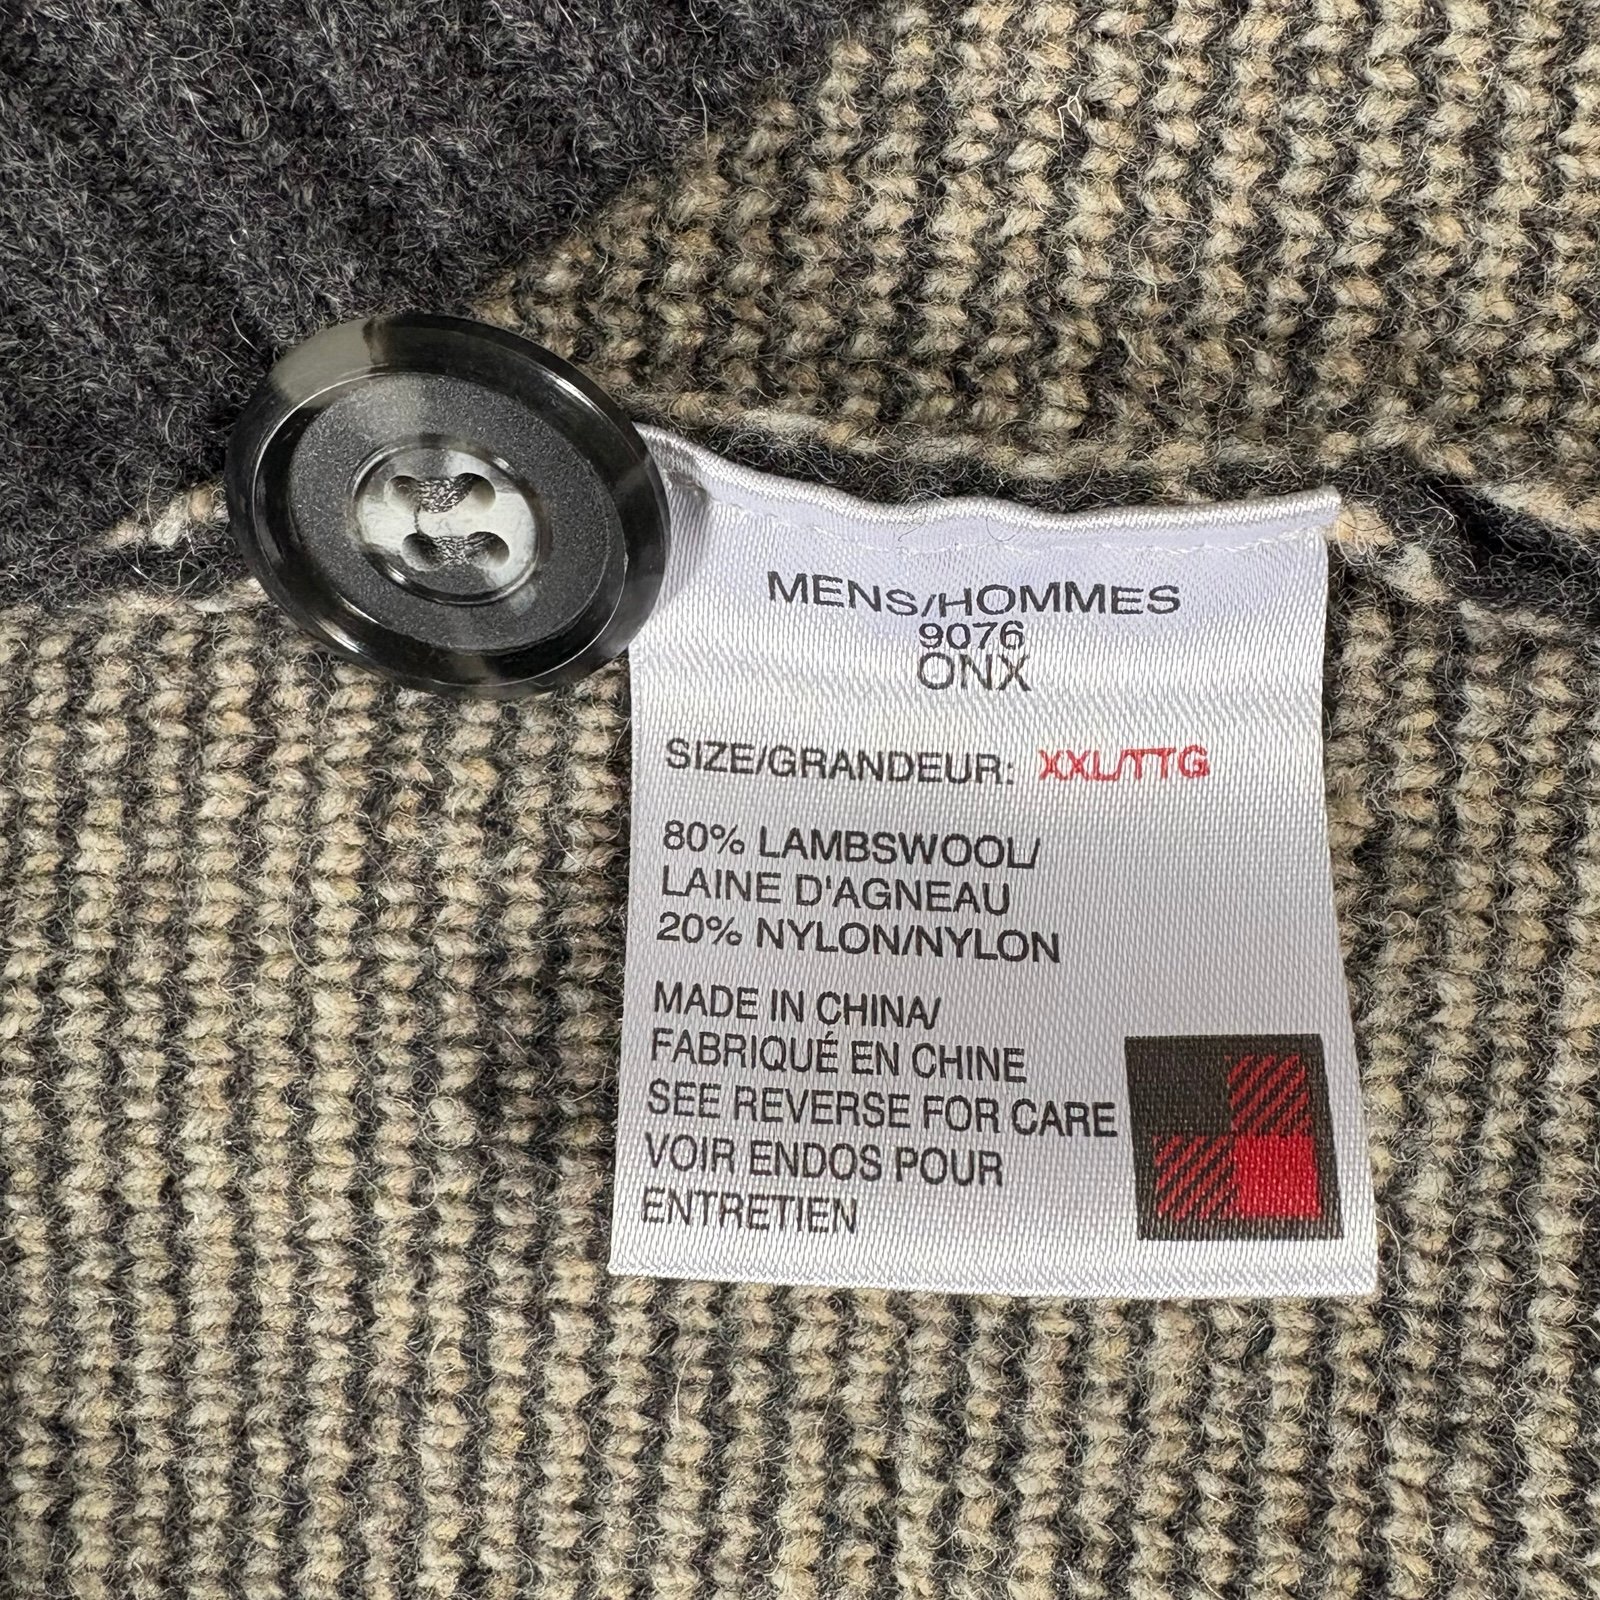 MENS/HOMMES
9076
ONX
SIZE/GRANDEUR: XXL/TTG
80% LAMBSWOOL/
LAINE D'AGNEAU
20% NYLON/NYLON
MADE IN CHINA/
FABRIQUÉ EN CHINE
SEE REVERSE FOR CARE
VOIR ENDOS POUR
ENTRETIEN